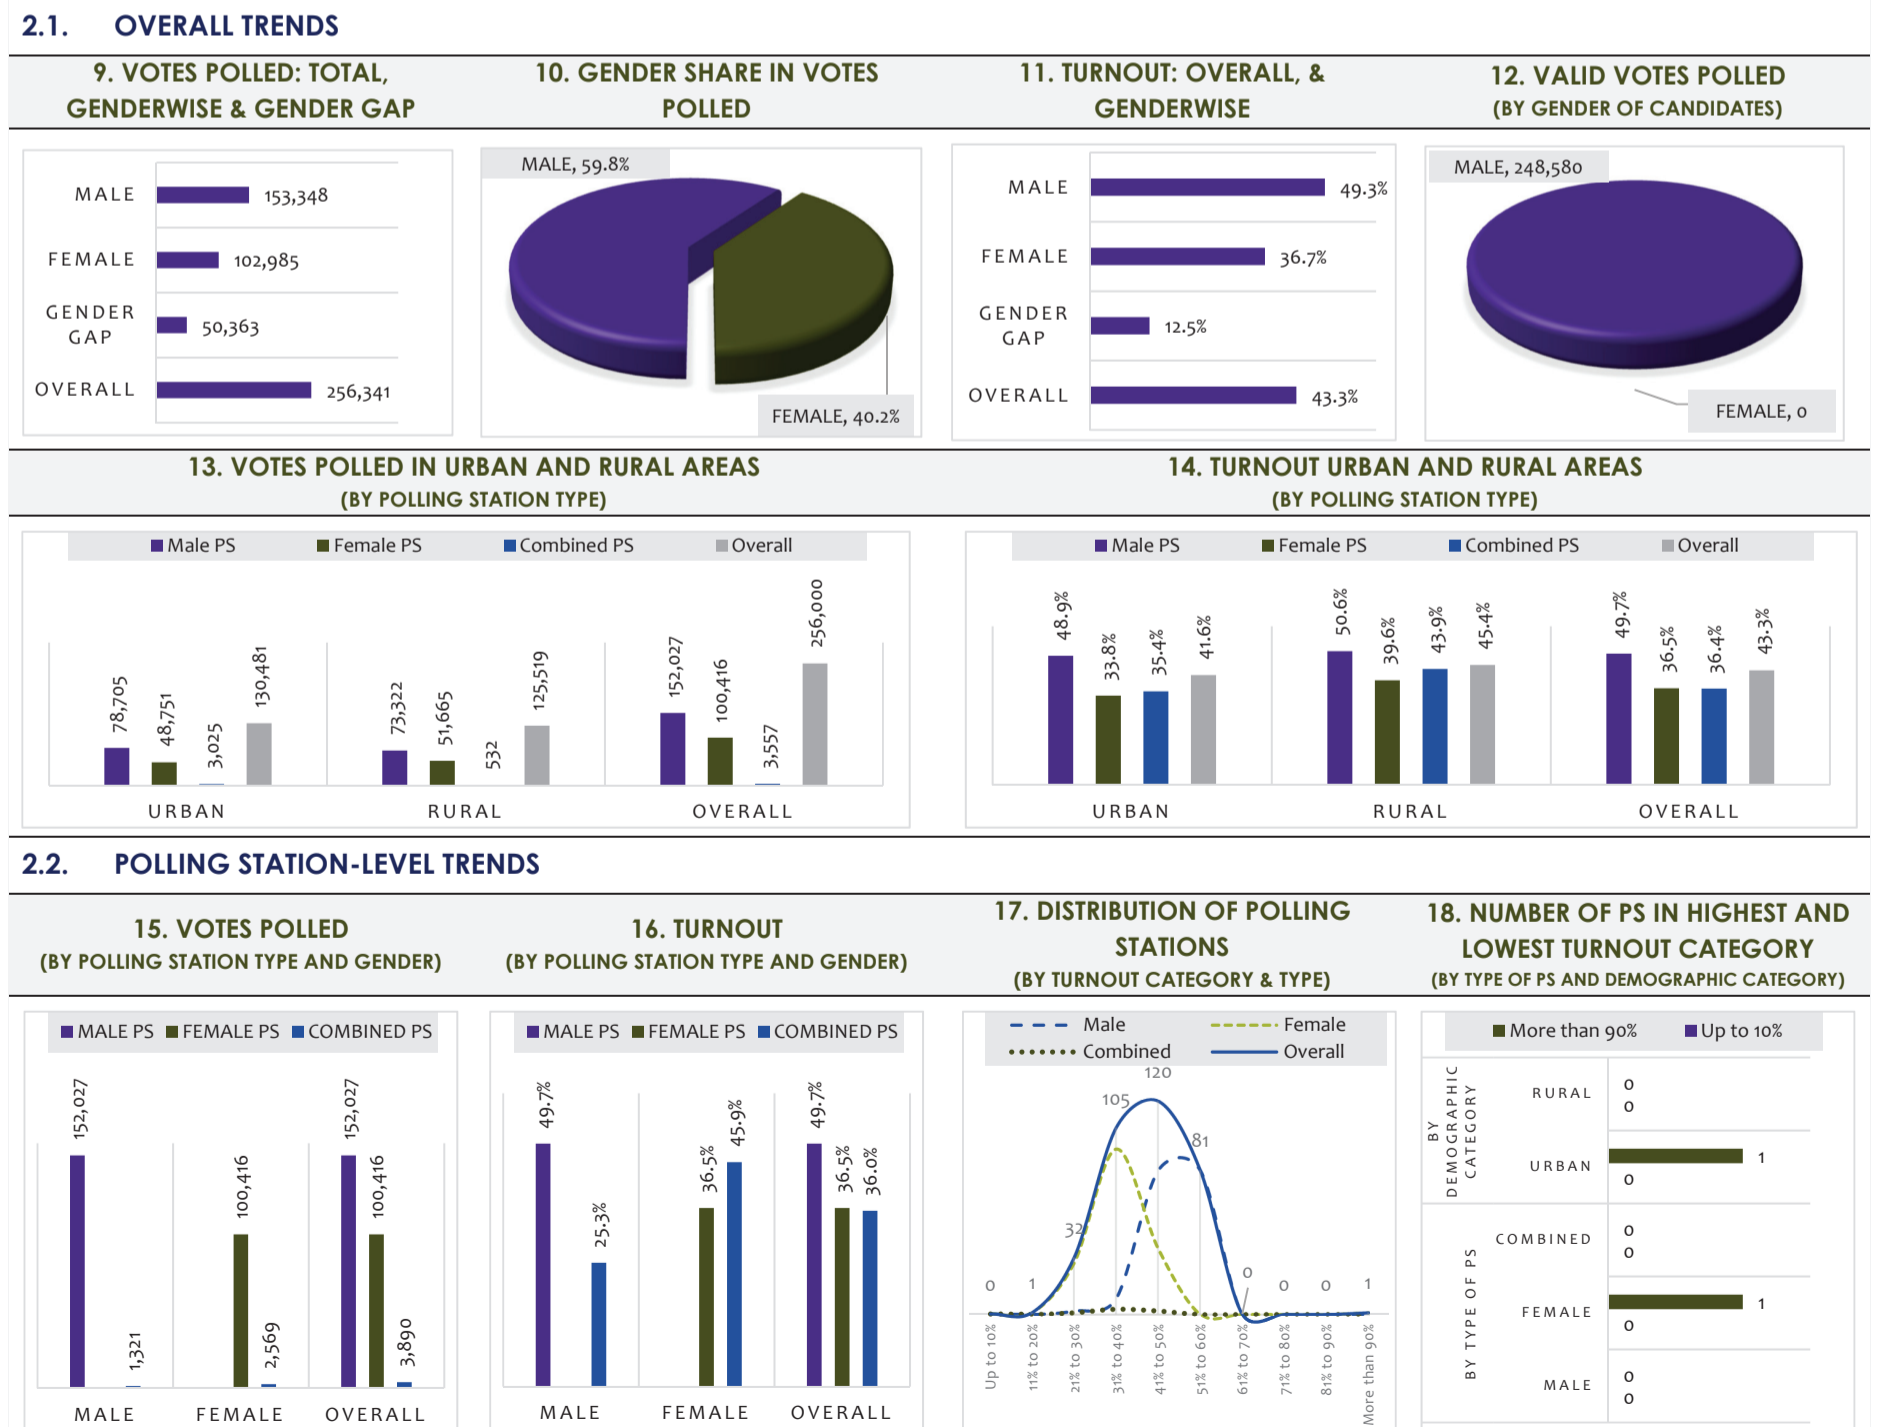 2.1. OVERALL TRENDS
9. VOTES POLLED: TOTAL,
GENDERWISE & GENDER GAP
10. GENDER SHARE IN VOTES
POLLED
11. TURNOUT: OVERALL, &
GENDERWISE
12. VALID VOTES POLLED
(BY GENDER OF CANDIDATES)
MALE 153,348
FEMALE 102,985
GENDER
GAP 50,363
OVERALL 256,341
MALE, 59.8%
FEMALE, 40.2%
MALE 49.3%
FEMALE 36.7%
GENDER
GAP 12.5%
OVERALL 43.3%
MALE, 248,580
FEMALE, 0
13. VOTES POLLED IN URBAN AND RURAL AREAS
(BY POLLING STATION TYPE)
14. TURNOUT URBAN AND RURAL AREAS
(BY POLLING STATION TYPE)
Male PS Female PS Combined PS Overall
78,705 48,751 3,025 130,481
73,322 51,665 532 125,519
152,027 100,416 3,557 256,000
URBAN RURAL OVERALL
Male PS Female PS Combined PS Overall
48.9% 33.8% 35.4% 41.6%
50.6% 39.6% 43.9% 45.4%
49.7% 36.5% 36.4% 43.3%
URBAN RURAL OVERALL
2.2. POLLING STATION-LEVEL TRENDS
15. VOTES POLLED
(BY POLLING STATION TYPE AND GENDER)
16. TURNOUT
(BY POLLING STATION TYPE AND GENDER)
17. DISTRIBUTION OF POLLING
STATIONS
(BY TURNOUT CATEGORY & TYPE)
18. NUMBER OF PS IN HIGHEST AND
LOWEST TURNOUT CATEGORY
(BY TYPE OF PS AND DEMOGRAPHIC CATEGORY)
MALE PS FEMALE PS COMBINED PS
152,027 1,321
100,416 2,569
152,027 100,416 3,890
MALE FEMALE OVERALL
MALE PS FEMALE PS COMBINED PS
49.7% 25.3%
36.5% 45.9%
49.7% 36.5% 36.0%
MALE FEMALE OVERALL
Male Female
Combined Overall
0 1 32 105 120 81 0 0 0 1
Up to 10%
11% to 20%
21% to 30%
31% to 40%
41% to 50%
51% to 60%
61% to 70%
71% to 80%
81% to 90%
More than 90%
More than 90% Up to 10%
BY
DEMOGRAPHIC
CATEGORY
RURAL 0
0
URBAN 1
0
BY TYPE OF PS
COMBINED 0
0
FEMALE 1
0
MALE 0
0